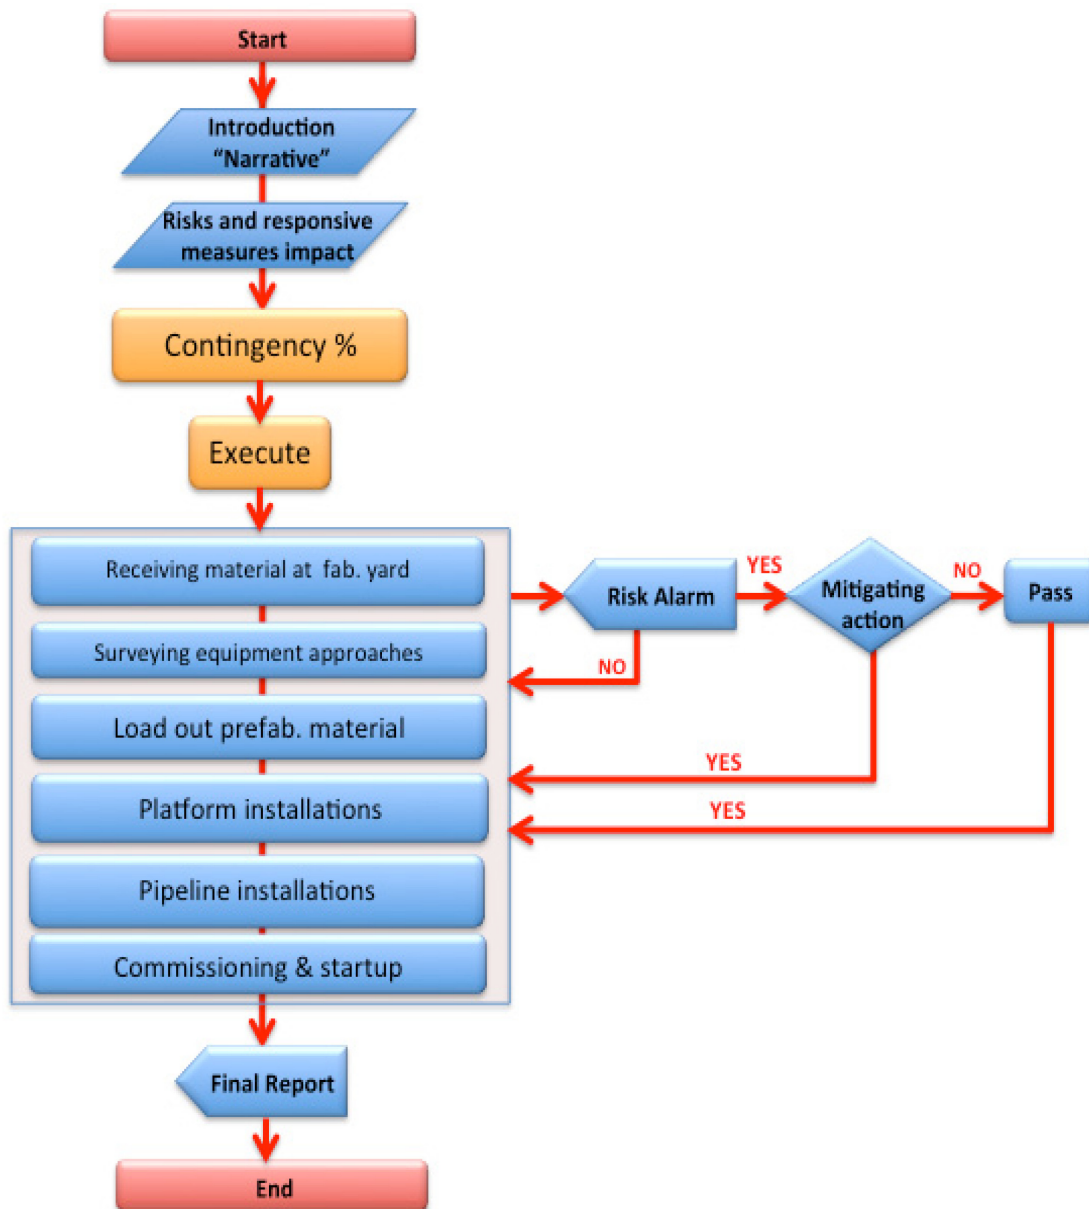 Start
Introduction
“Narrative”
Risks and responsive
measures impact
Contingency %
Execute
Receiving material at fab. yard
Surveying equipment approaches
Load out prefab. material
Platform installations
Pipeline installations
Commissioning & startup
Risk Alarm
YES
Mitigating
action
NO
Pass
NO
YES
YES
Final Report
End